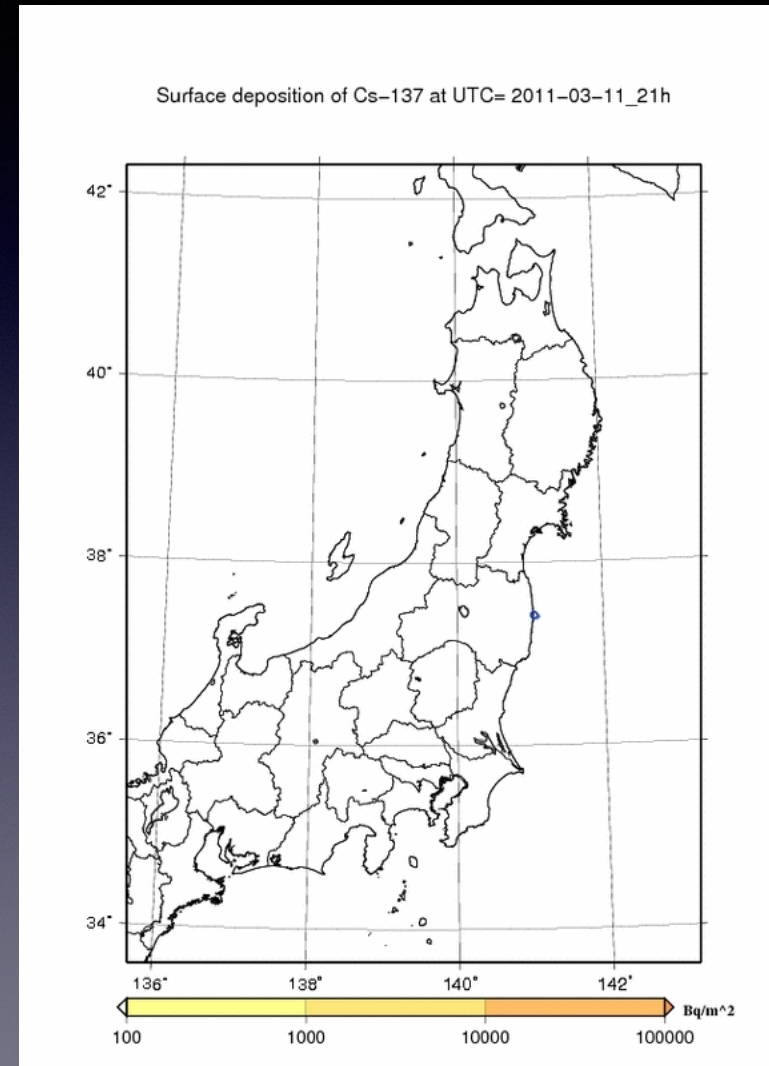 Surface deposition of Cs-137 at UTC= 2011-03-11_21h
42°
40°
38°
36°
34°
136° 138° 140° 142°
Bq/m^2
100 1000 10000 100000